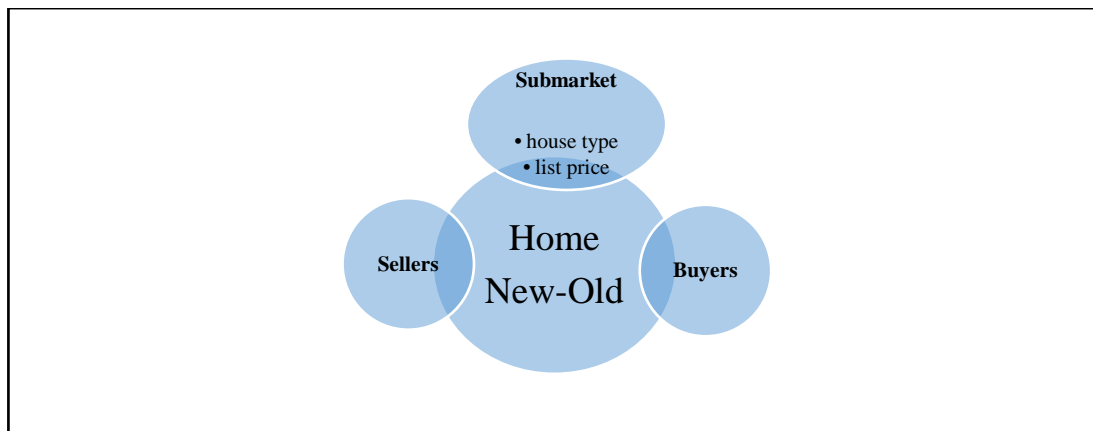 Submarket
• house type
• list price
Home
New-Old
Sellers
Buyers